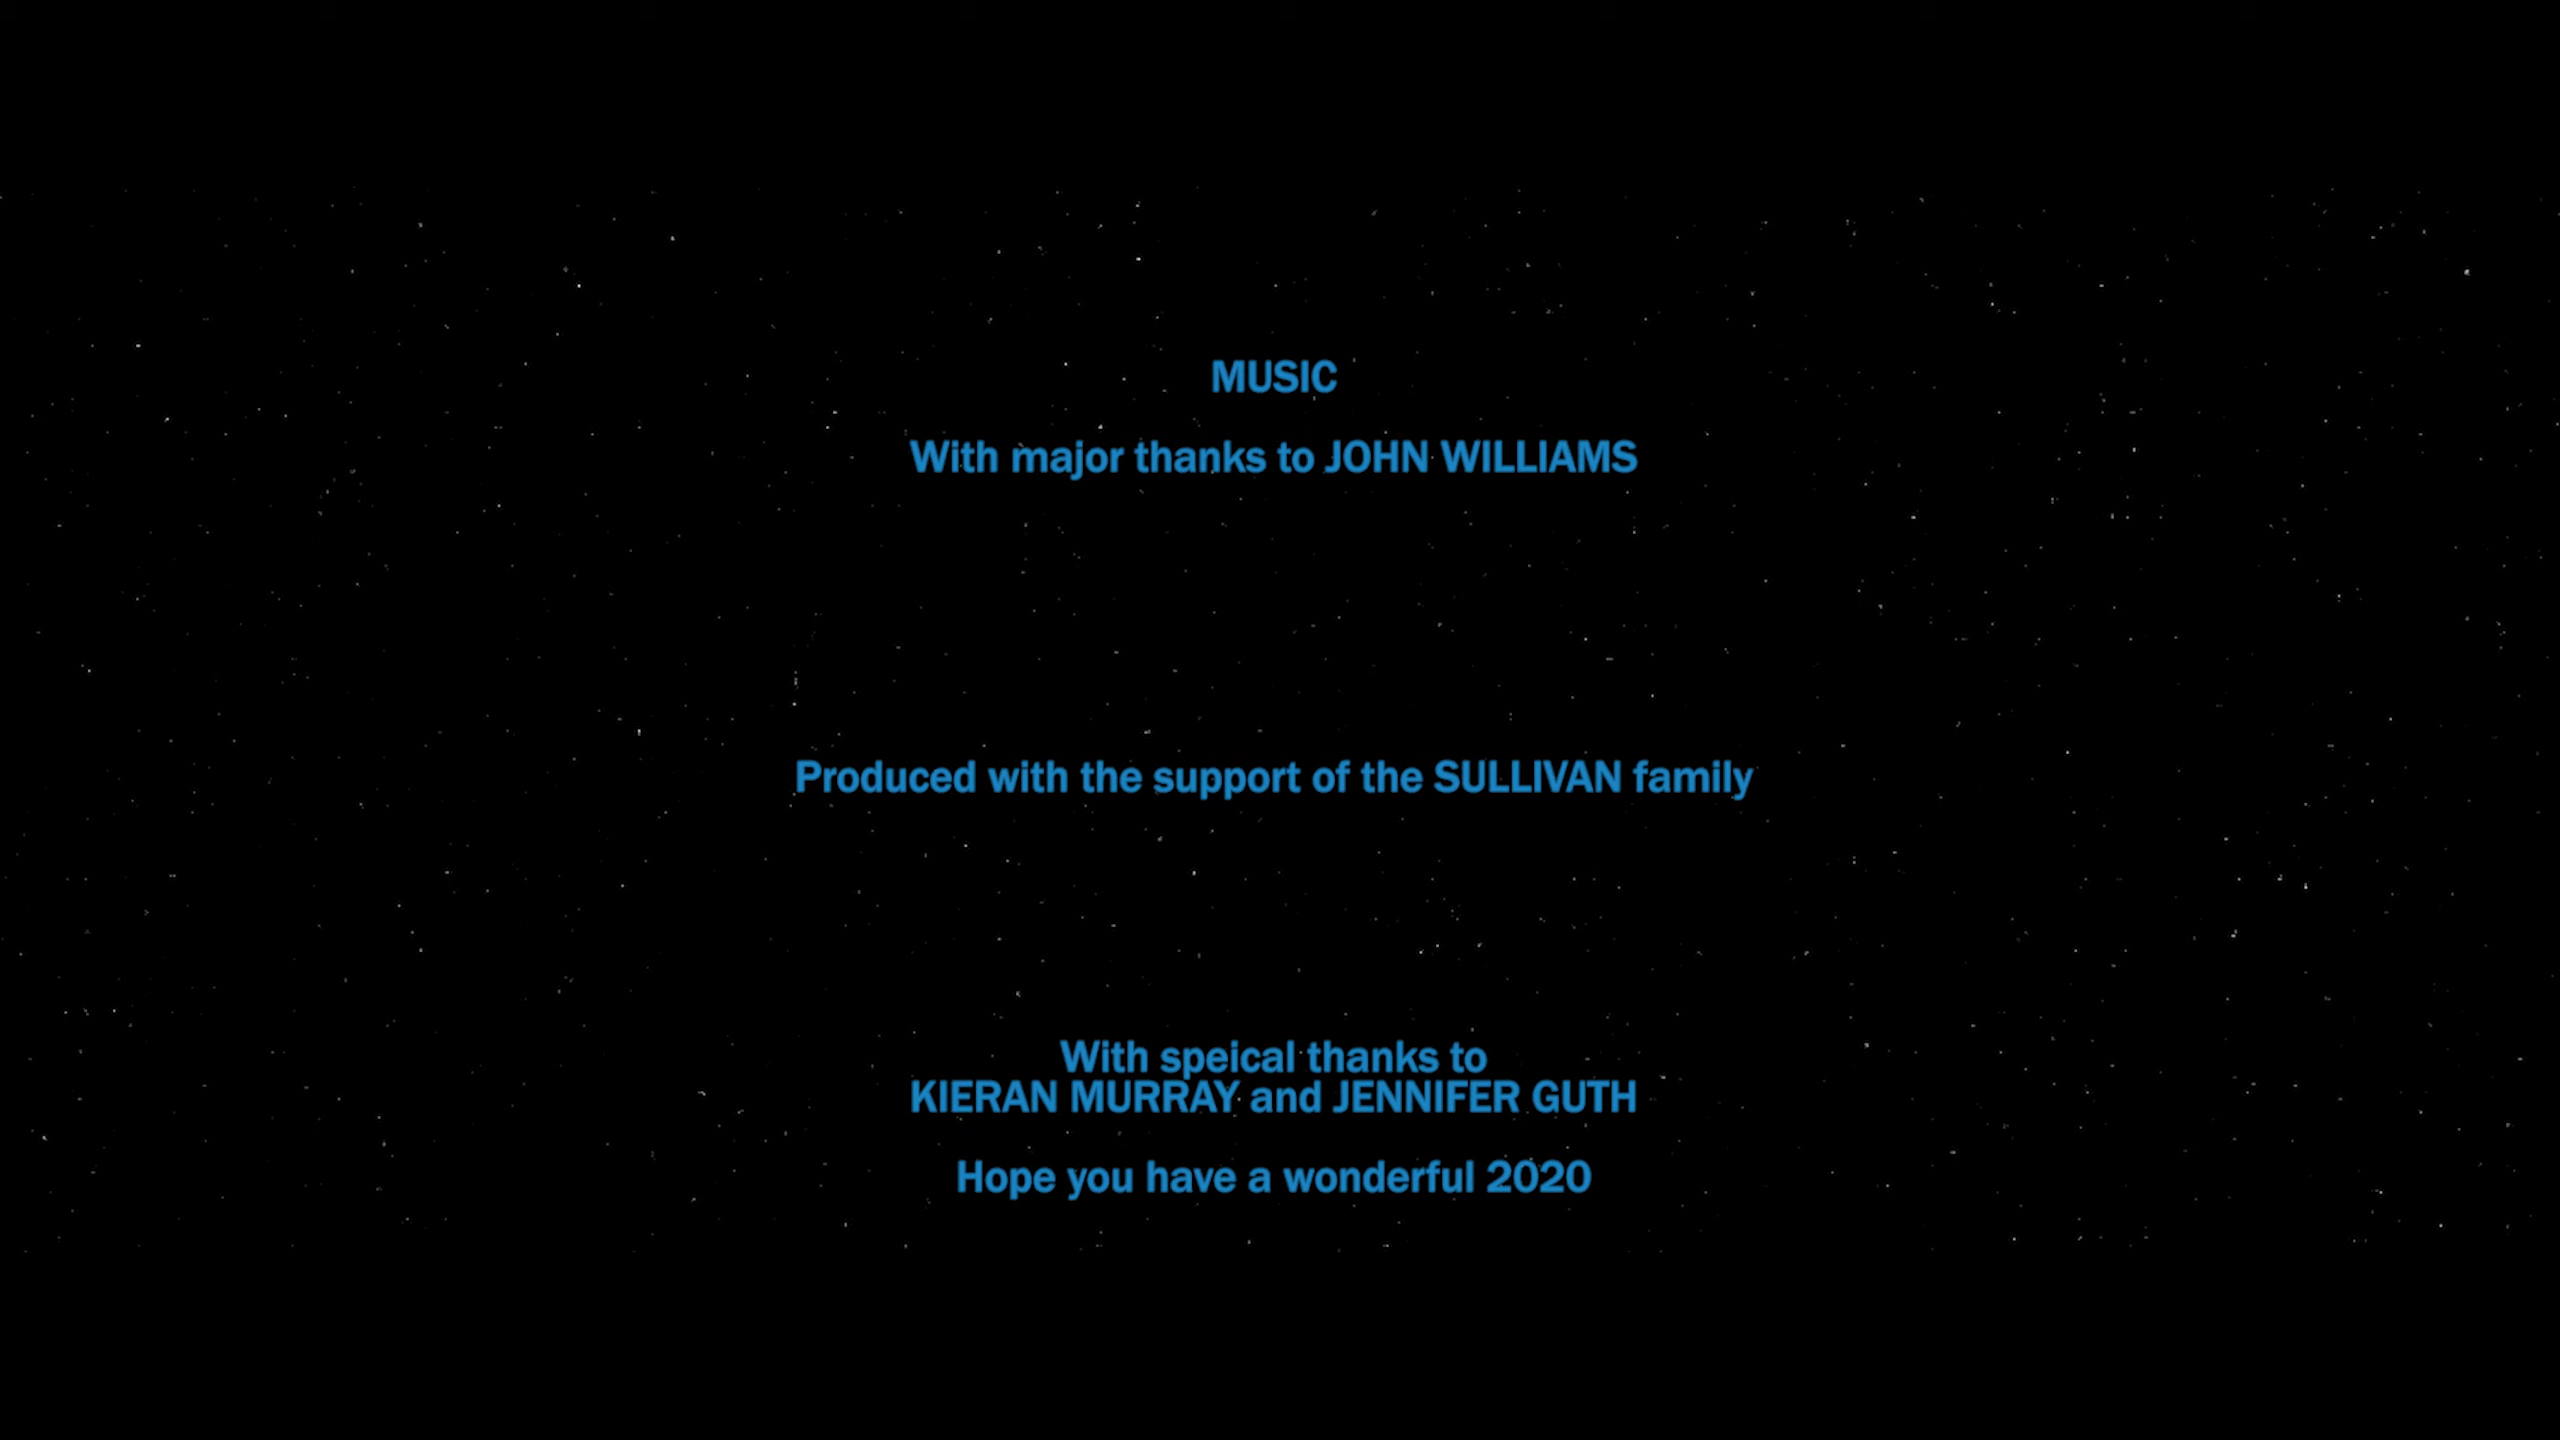 MUSIC
With major thanks to JOHN WILLIAMS
Produced with the support of the SULLIVAN family
With speical thanks to
KIERAN MURRAY and JENNIFER GUTH
Hope you have a wonderful 2020